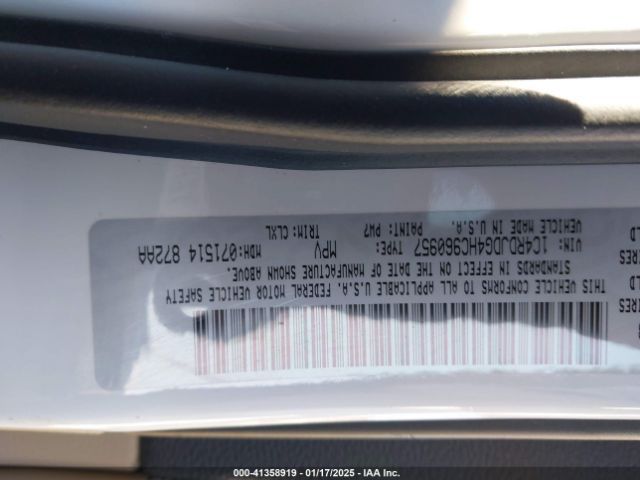 THIS VEHICLE CONFORMS TO ALL APPLICABLE U.S.A. FEDERAL MOTOR VEHICLE SAFETY
STANDARDS IN EFFECT ON THE DATE OF MANUFACTURE SHOWN ABOVE.
VIN: 1C4RDJDG4HC960957 TYPE: MPV MDH:071514 872AA
VEHICLE MADE IN U.S.A. PAINT: PW7 TRIM: CLXL
000-41358919 - 01/17/2025 - IAA Inc.